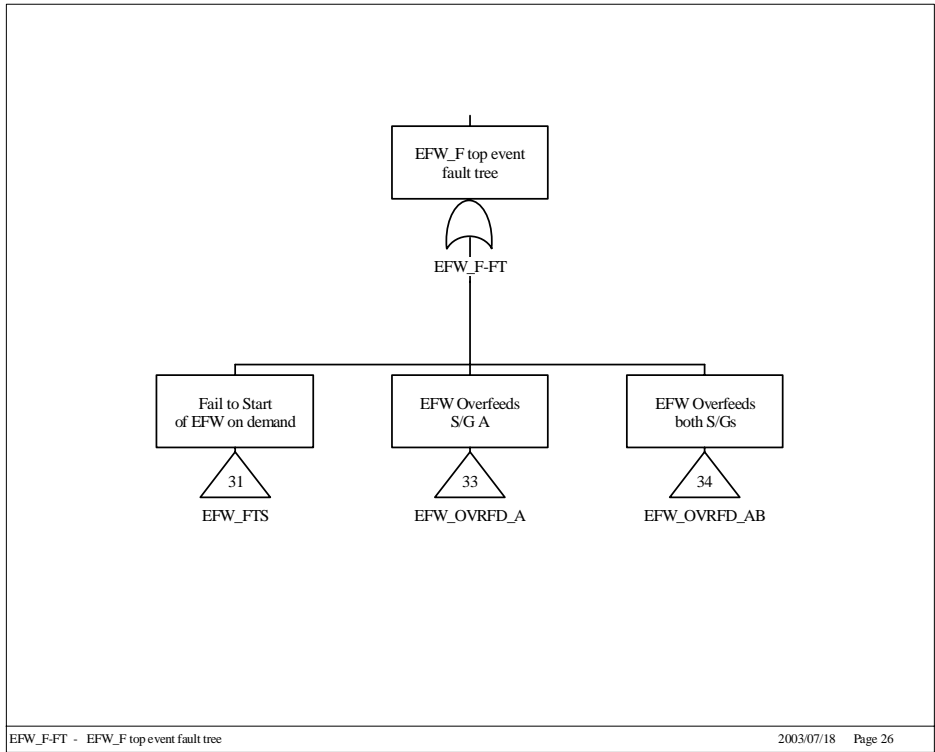 EFW_F top event
fault tree
EFW_F-FT
Fail to Start
of EFW on demand
31
EFW_FTS
EFW Overfeeds
S/G A
33
EFW_OVRFD_A
EFW Overfeeds
both S/Gs
34
EFW_OVRFD_AB
EFW_F-FT - EFW_F top event fault tree 2003/07/18 Page 26